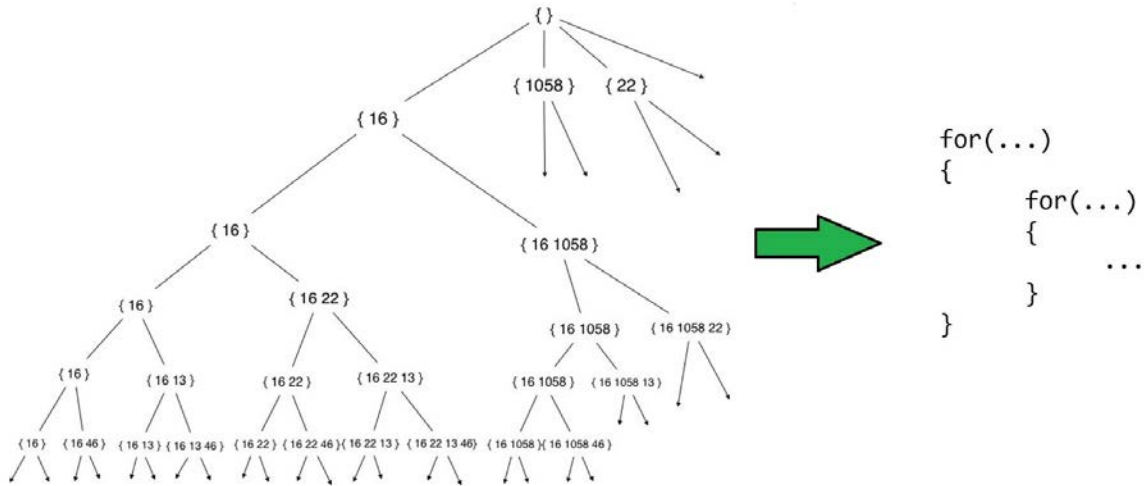 { }
{ 1058 } { 22 }
{ 16 }
{ 16 } { 16 1058 }
{ 16 } { 16 22 } { 16 1058 } { 16 1058 22 }
{ 16 } { 16 13 } { 16 22 } { 16 22 13 } { 16 1058 } { 16 1058 13 }
{ 16 } { 16 46 } { 16 13 } { 16 13 46 } { 16 22 } { 16 22 46 } { 16 22 13 } { 16 22 13 46} { 16 1058 } { 16 1058 46 }
for(...)
{
for(...)
{
...
}
}